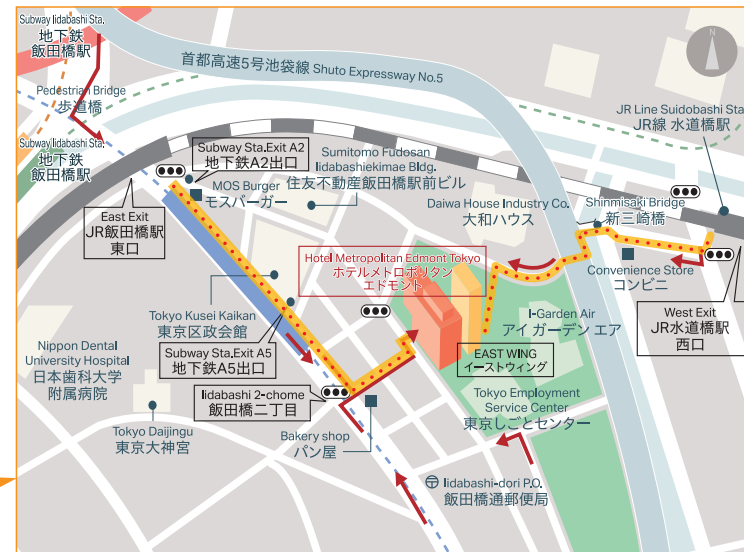 Subway Iidabashi Sta.
地下鉄
飯田橋駅
首都高速5号池袋線 Shuto Expressway No.5
N
Pedestrian Bridge
歩道橋
JR Line Suidobashi Sta.
JR線 水道橋駅
Subway Iidabashi Sta.
地下鉄
飯田橋駅
Subway Sta.Exit A2
地下鉄A2出口
Sumitomo Fudosan
Iidabashiekimae Bldg.
住友不動産飯田橋駅前ビル
MOS Burger
モスバーガー
East Exit
JR飯田橋駅
東口
Daiwa House Industry Co.
大和ハウス
Shinmisaki Bridge
新三崎橋
Hotel Metropolitan Edmont Tokyo
ホテルメトロポリタン
エドモント
Convenience Store
コンビニ
West Exit
JR水道橋駅
西口
Tokyo Kusei Kaikan
東京区政会館
I-Garden Air
アイ ガーデン エア
Nippon Dental
University Hospital
日本歯科大学
附属病院
Subway Sta.Exit A5
地下鉄A5出口
EAST WING
イーストウィング
Iidabashi 2-chome
飯田橋二丁目
Tokyo Employment
Service Center
東京しごとセンター
Tokyo Daijingu
東京大神宮
Bakery shop
パン屋
〒 Iidabashi-dori P.O.
飯田橋通郵便局